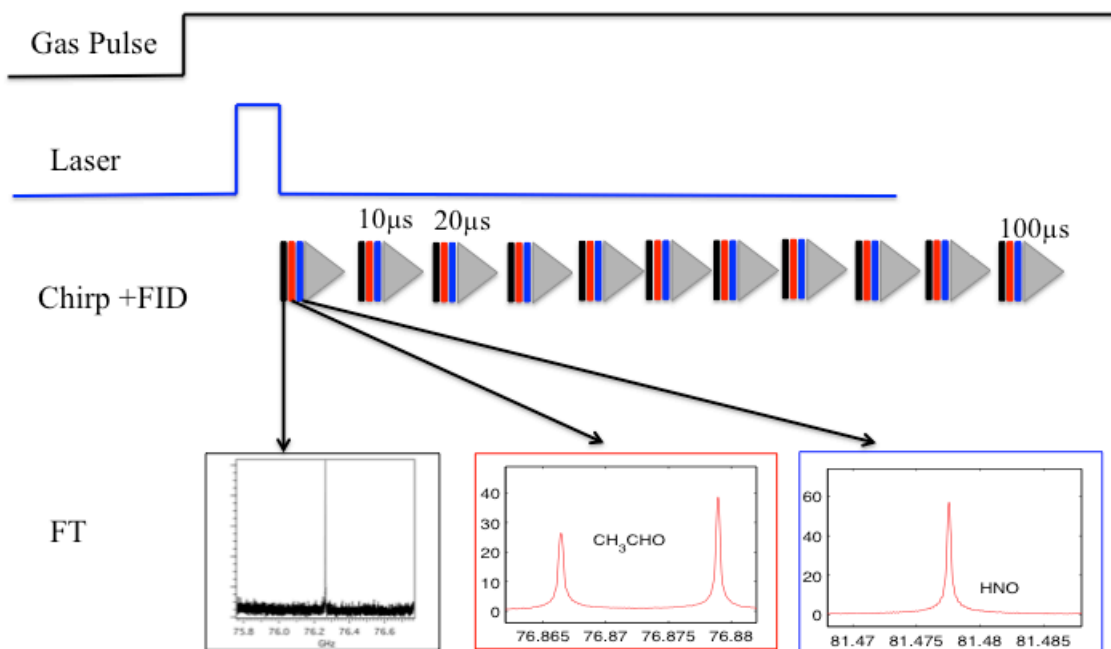 Gas Pulse
Laser
10µs 20µs 100µs
Chirp +FID
FT
75.8 76.0 76.2 76.4 76.6
GHz
40
30
20
10
0
CH₃CHO
76.865 76.87 76.875 76.88
60
40
20
0
HNO
81.47 81.475 81.48 81.485